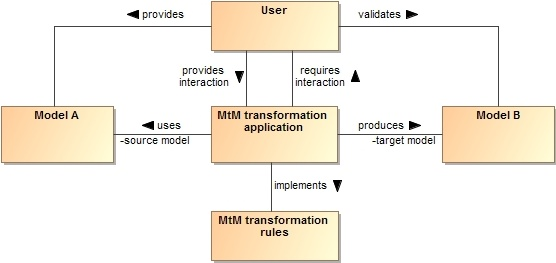 User
provides
validates
provides
interaction
requires
interaction
Model A
MtM transformation
application
Model B
uses
-source model
produces
-target model
implements
MtM transformation
rules